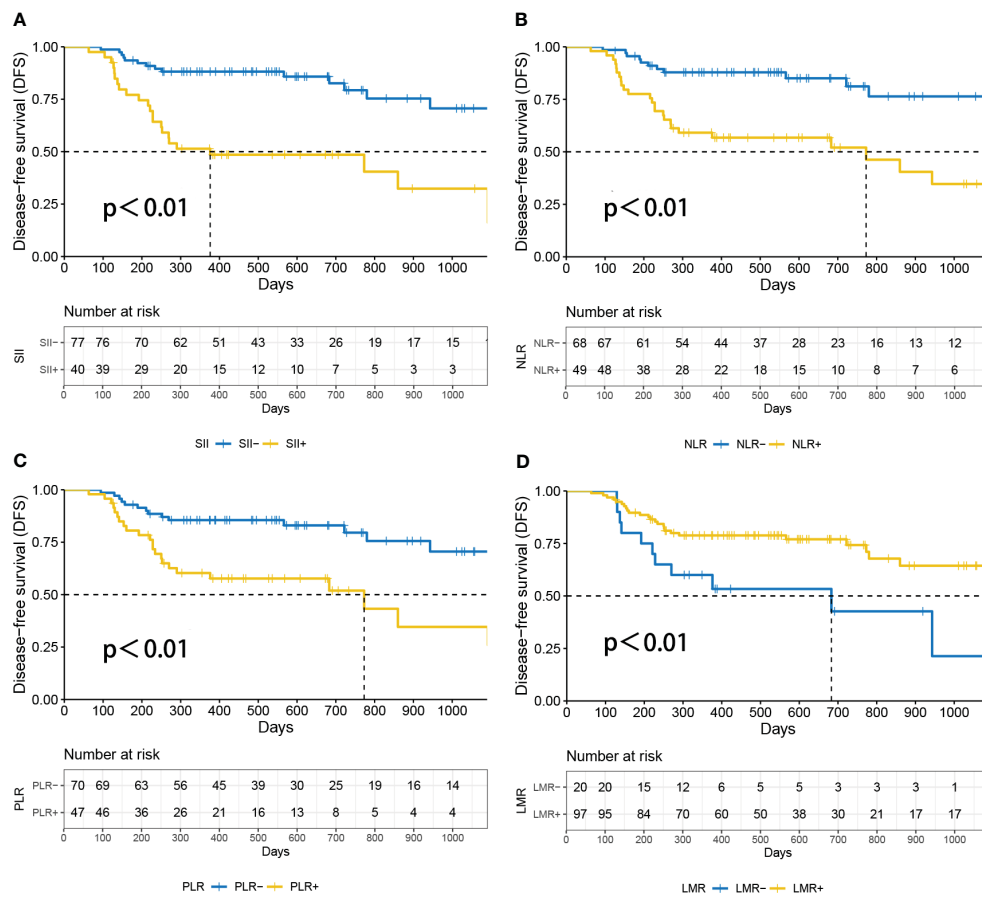 A
Disease-free survival (DFS)
1.00
0.75
0.50
0.25
0.00
p<0.01
0 100 200 300 400 500 600 700 800 900 1000
Days
Number at risk
SII
SII− 77 76 70 62 51 43 33 26 19 17 15
SII+ 40 39 29 20 15 12 10 7 5 3 3
0 100 200 300 400 500 600 700 800 900 1000
Days
SII SII− SII+
B
Disease-free survival (DFS)
1.00
0.75
0.50
0.25
0.00
p<0.01
0 100 200 300 400 500 600 700 800 900 1000
Days
Number at risk
NLR
NLR− 68 67 61 54 44 37 28 23 16 13 12
NLR+ 49 48 38 28 22 18 15 10 8 7 6
0 100 200 300 400 500 600 700 800 900 1000
Days
NLR NLR− NLR+
C
Disease-free survival (DFS)
1.00
0.75
0.50
0.25
0.00
p<0.01
0 100 200 300 400 500 600 700 800 900 1000
Days
Number at risk
PLR
PLR− 70 69 63 56 45 39 30 25 19 16 14
PLR+ 47 46 36 26 21 16 13 8 5 4 4
0 100 200 300 400 500 600 700 800 900 1000
Days
PLR PLR− PLR+
D
Disease-free survival (DFS)
1.00
0.75
0.50
0.25
0.00
p<0.01
0 100 200 300 400 500 600 700 800 900 1000
Days
Number at risk
LMR
LMR− 20 20 15 12 6 5 5 3 3 3 1
LMR+ 97 95 84 70 60 50 38 30 21 17 17
0 100 200 300 400 500 600 700 800 900 1000
Days
LMR LMR− LMR+